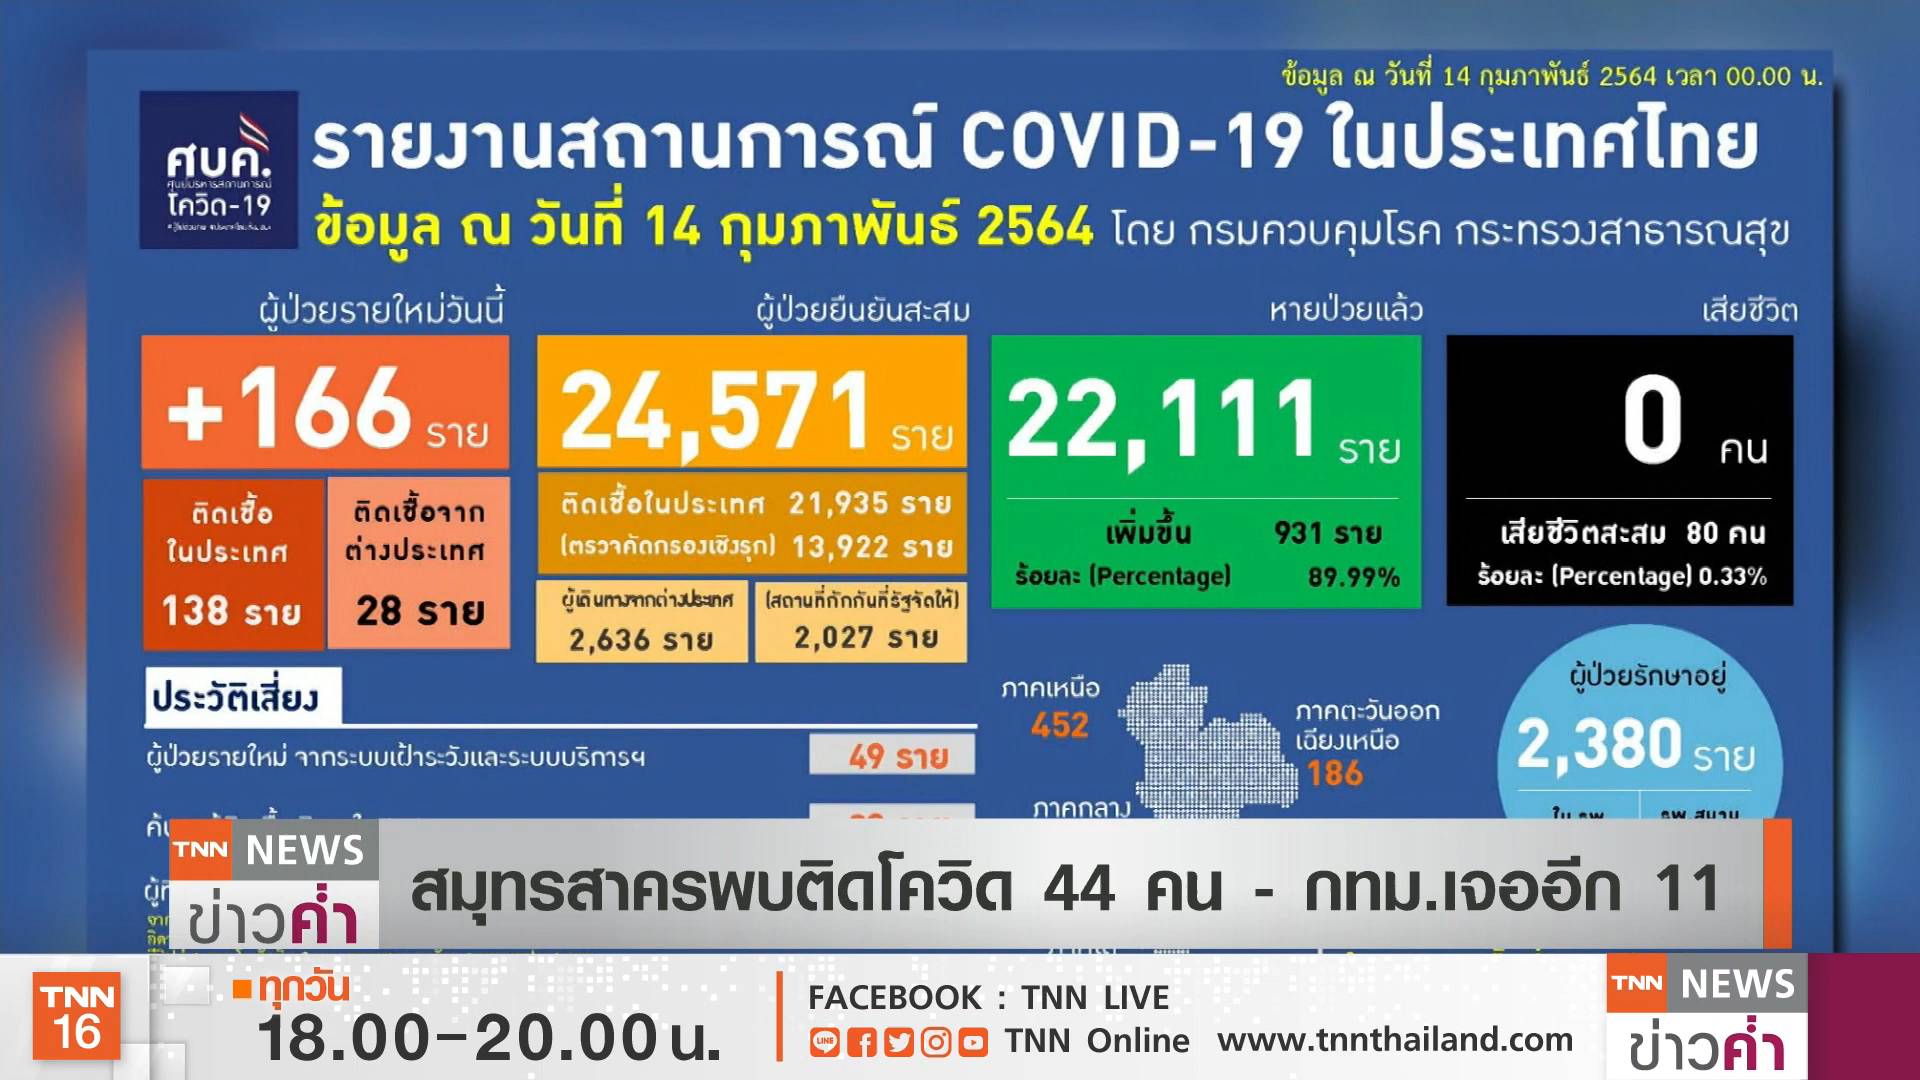 ข้อมูล ณ วันที่ 14 กุมภาพันธ์ 2564 เวลา 00.00 น.
ศบค.
ศูนย์บริหารสถานการณ์
โควิด-19
รายงานสถานการณ์ COVID-19 ในประเทศไทย
ข้อมูล ณ วันที่ 14 กุมภาพันธ์ 2564 โดย กรมควบคุมโรค กระทรวงสาธารณสุข
ผู้ป่วยรายใหม่วันนี้
+166 ราย
ติดเชื้อ
ในประเทศ
138 ราย
ติดเชื้อจาก
ต่างประเทศ
28 ราย
ผู้ป่วยยืนยันสะสม
24,571 ราย
ติดเชื้อในประเทศ 21,935 ราย
(ตรวจคัดกรองเชิงรุก) 13,922 ราย
ผู้เดินทางจากต่างประเทศ
2,636 ราย
(สถานที่กักกันที่รัฐจัดให้)
2,027 ราย
หายป่วยแล้ว
22,111 ราย
เพิ่มขึ้น 931 ราย
ร้อยละ (Percentage) 89.99%
เสียชีวิต
0 คน
เสียชีวิตสะสม 80 คน
ร้อยละ (Percentage) 0.33%
ประวัติเสี่ยง
ผู้ป่วยรายใหม่ จากระบบเฝ้าระวังและระบบบริการฯ 49 ราย
ภาคเหนือ
452
ภาคตะวันออก
เฉียงเหนือ
186
ภาคกลาง
ผู้ป่วยรักษาอยู่
2,380 ราย
TNN NEWS
ข่าวค่ำ
สมุทรสาครพบติดโควิด 44 คน - กทม.เจออีก 11
TNN
16
ทุกวัน
18.00-20.00 น.
FACEBOOK : TNN LIVE
LINE TNN Online www.tnnthailand.com
TNN NEWS
ข่าวค่ำ